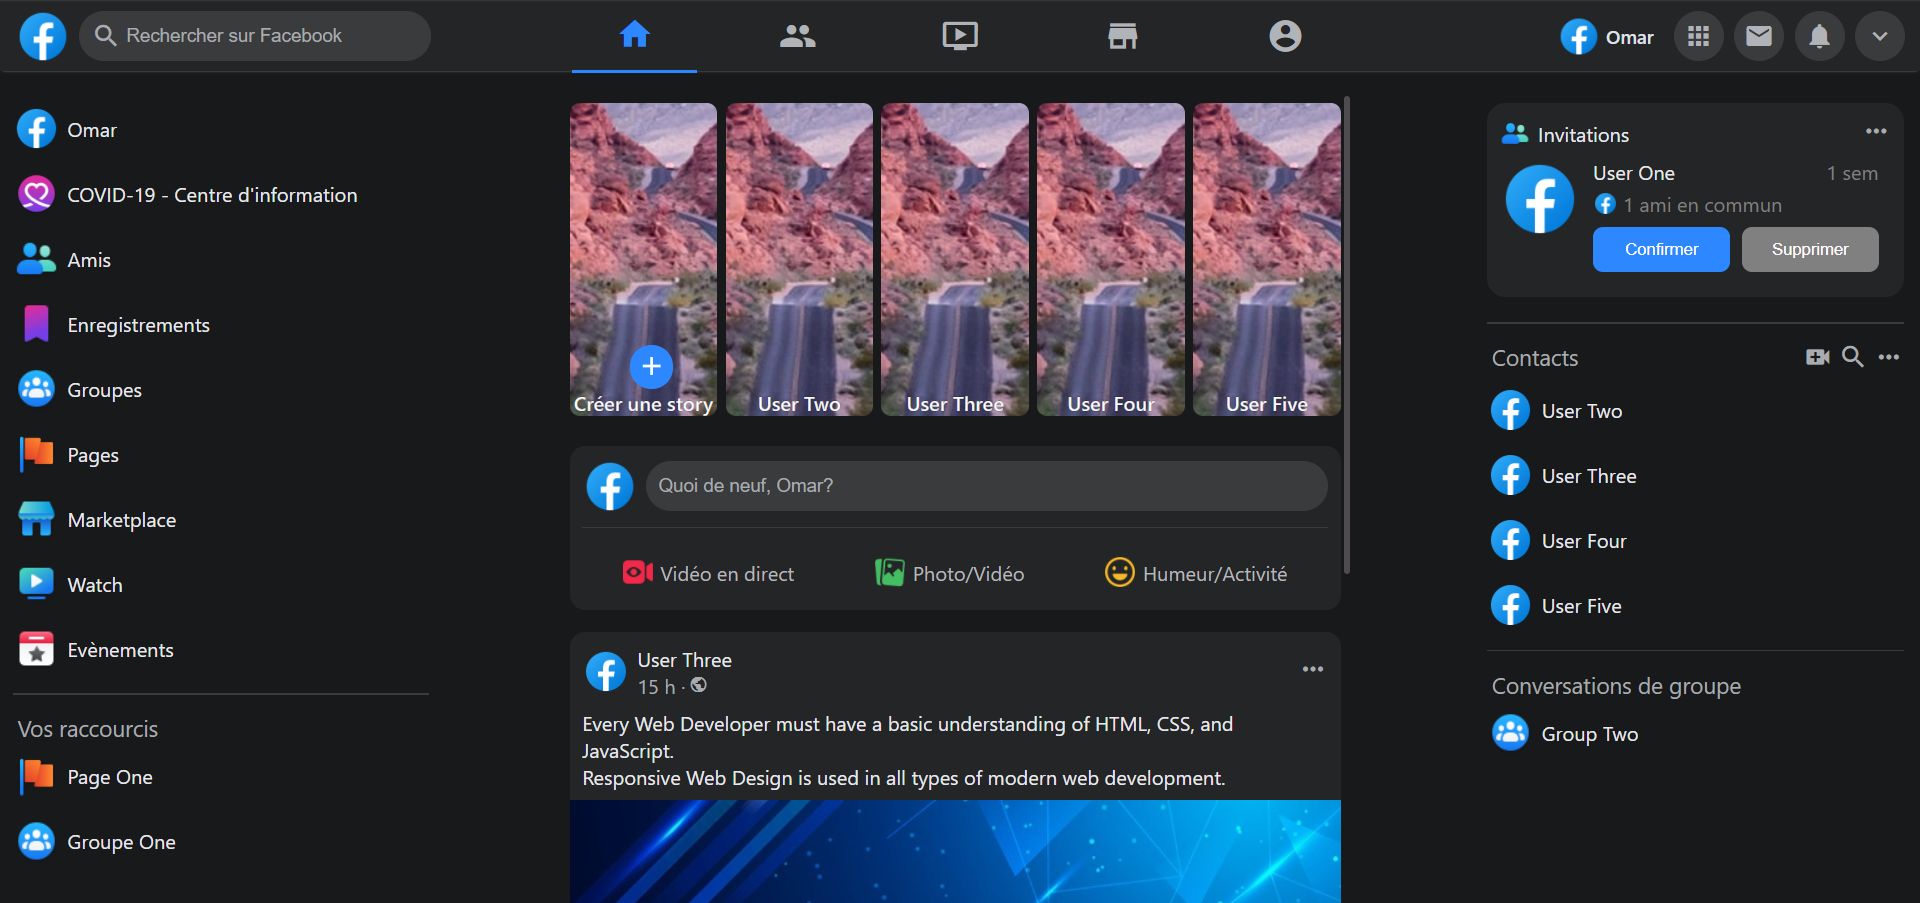 Rechercher sur Facebook
Omar
Omar
COVID-19 - Centre d'information
Amis
Enregistrements
Groupes
Pages
Marketplace
Watch
Evènements
Vos raccourcis
Page One
Groupe One
Créer une story
User Two
User Three
User Four
User Five
Quoi de neuf, Omar?
Vidéo en direct
Photo/Vidéo
Humeur/Activité
User Three
15 h ·
Every Web Developer must have a basic understanding of HTML, CSS, and
JavaScript.
Responsive Web Design is used in all types of modern web development.
Invitations
User One
1 sem
1 ami en commun
Confirmer
Supprimer
Contacts
User Two
User Three
User Four
User Five
Conversations de groupe
Group Two